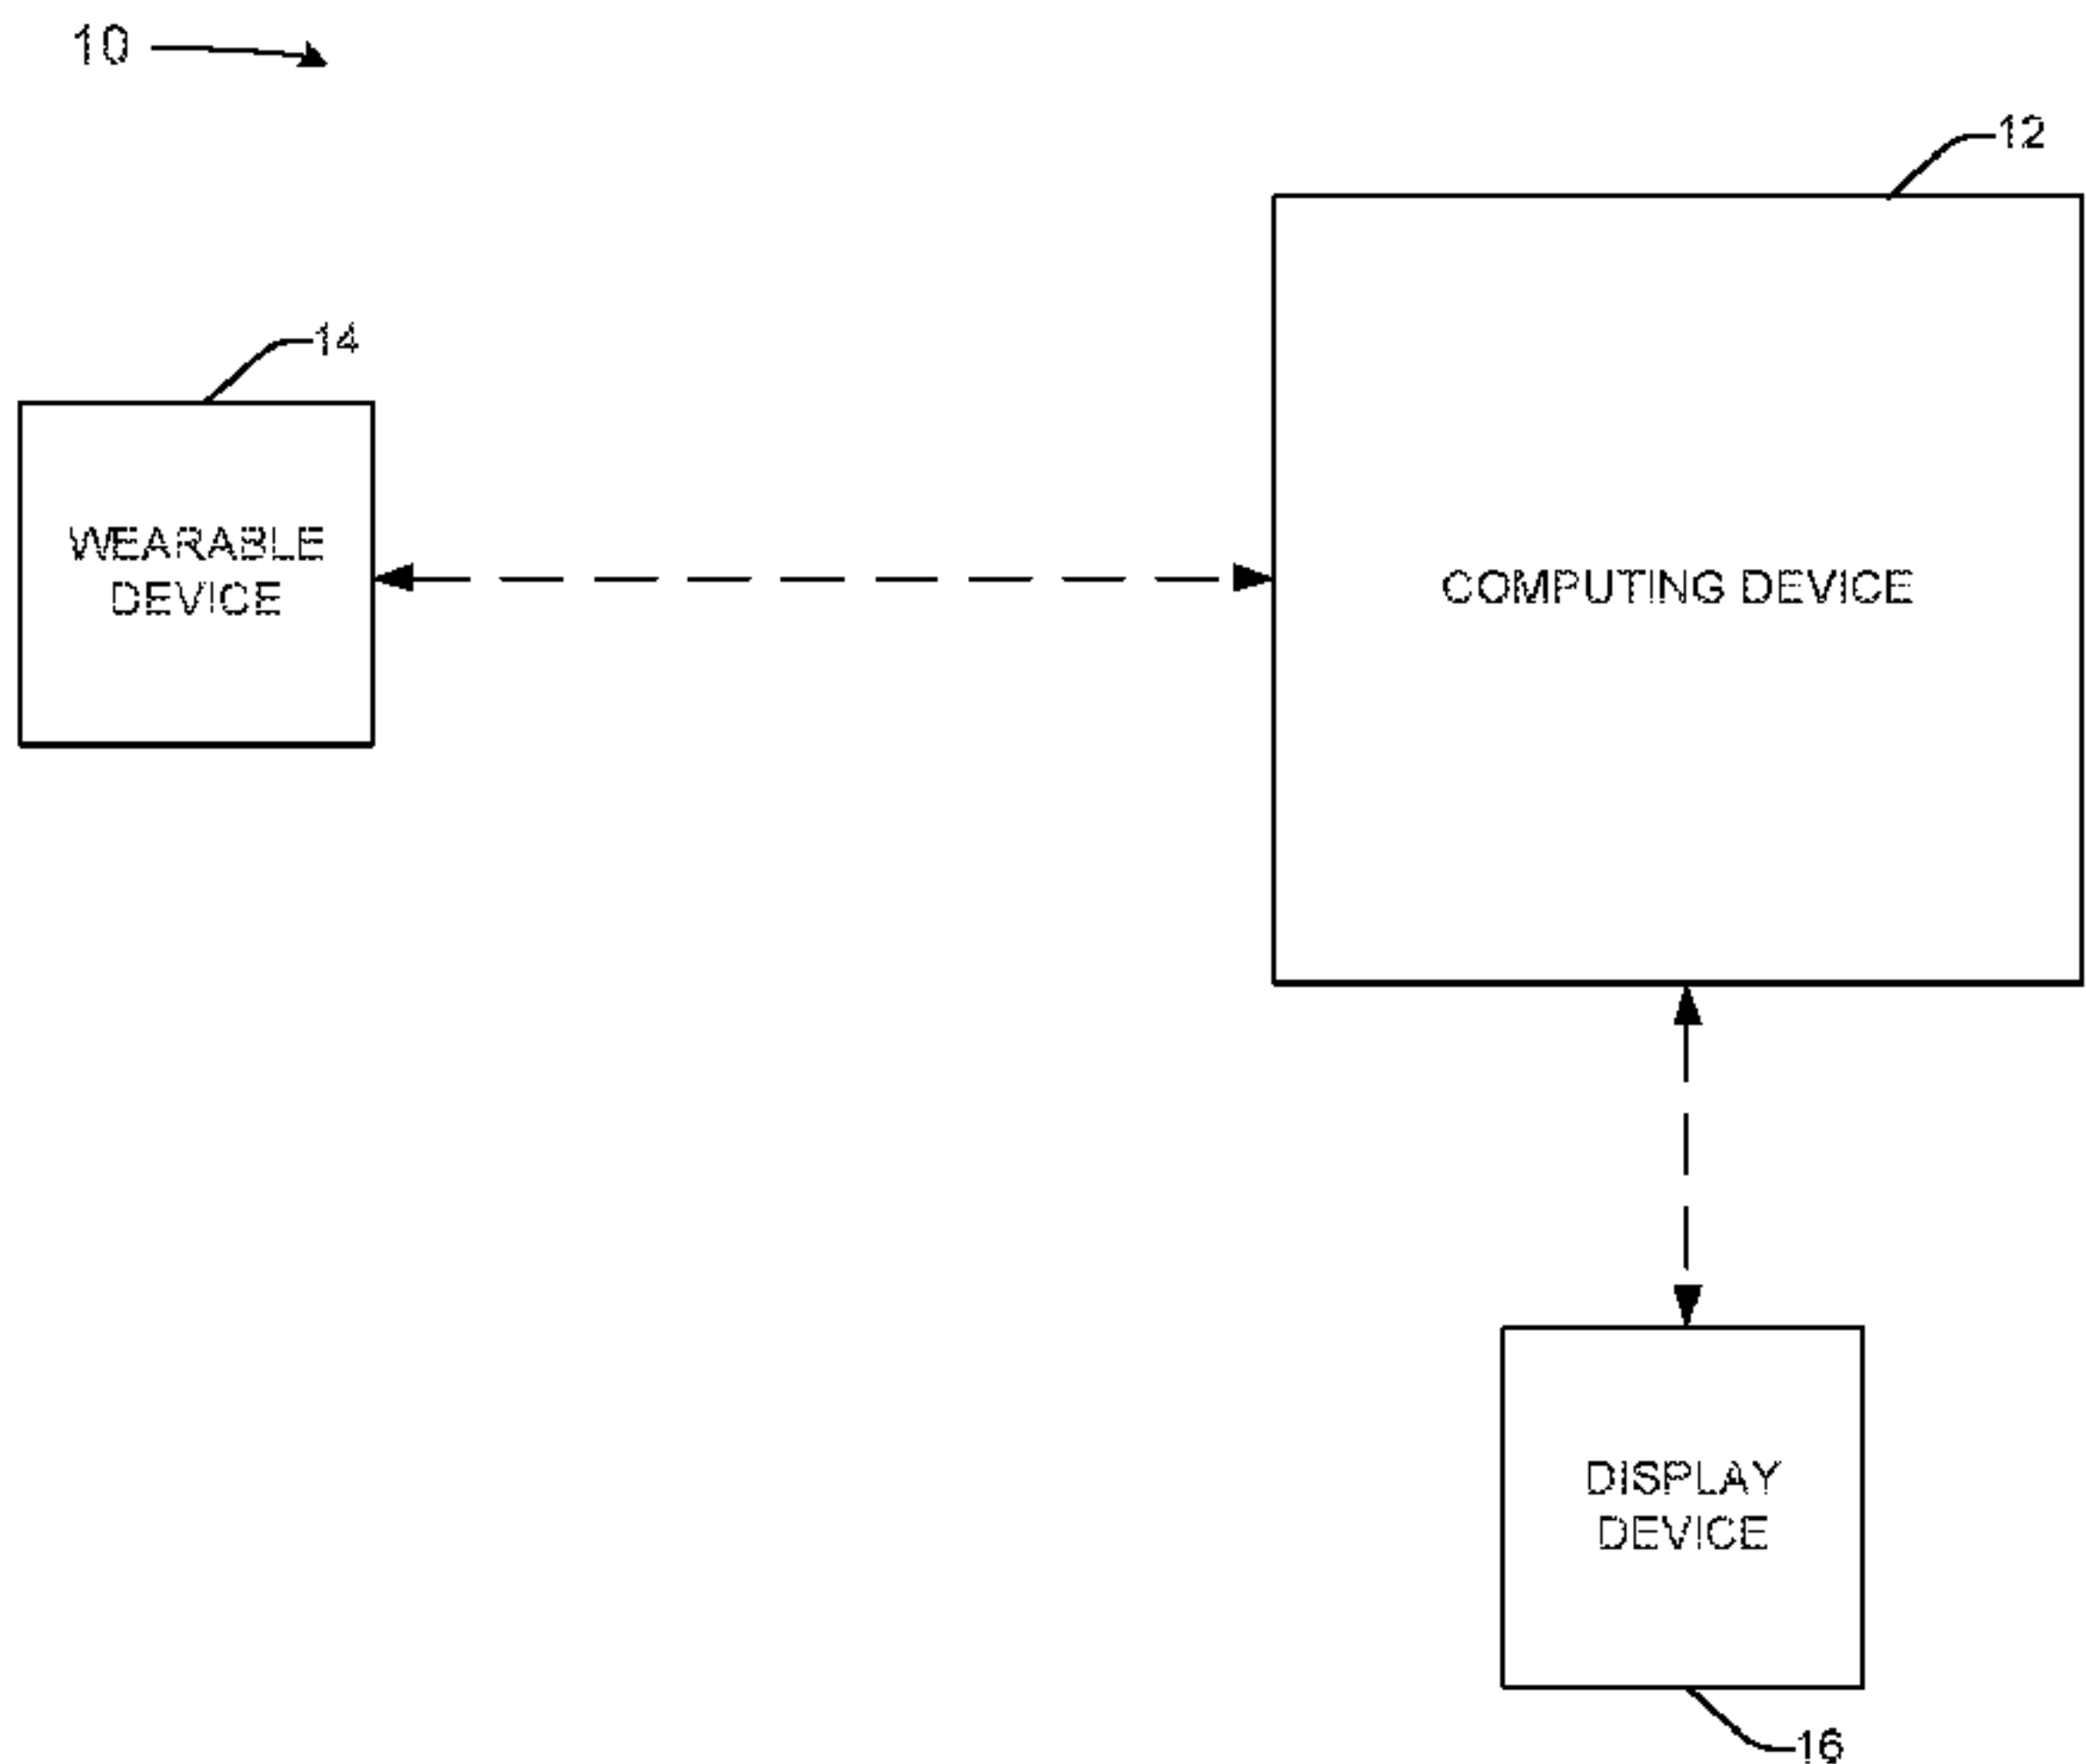 10
12
14
WEARABLE
DEVICE
COMPUTING DEVICE
DISPLAY
DEVICE
16